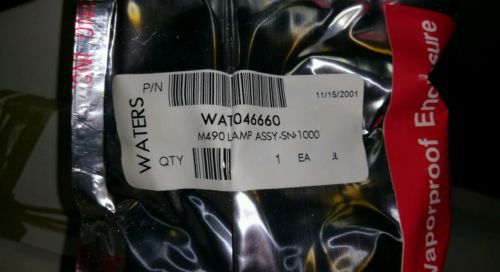 P/N
11/15/2001
WATERS
WAT046660
M490 LAMP ASSY-SN>1000
QTY
1 EA JL
Vaporproof Enclosure